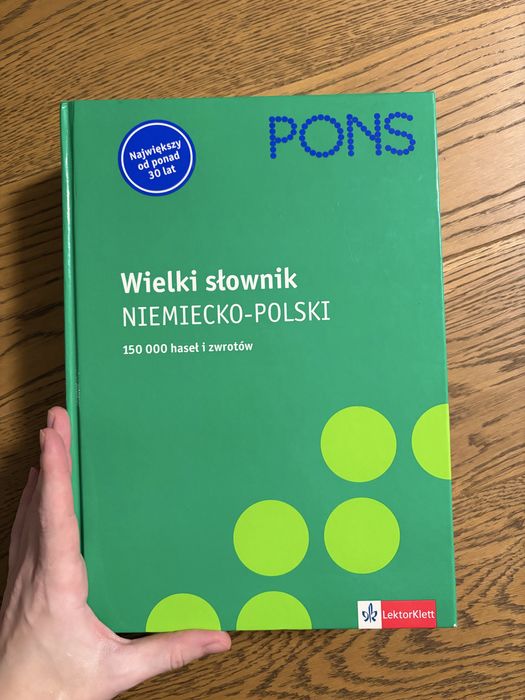 PONS
Największy
od ponad
30 lat
Wielki słownik
NIEMIECKO-POLSKI
150 000 haseł i zwrotów
LektorKlett